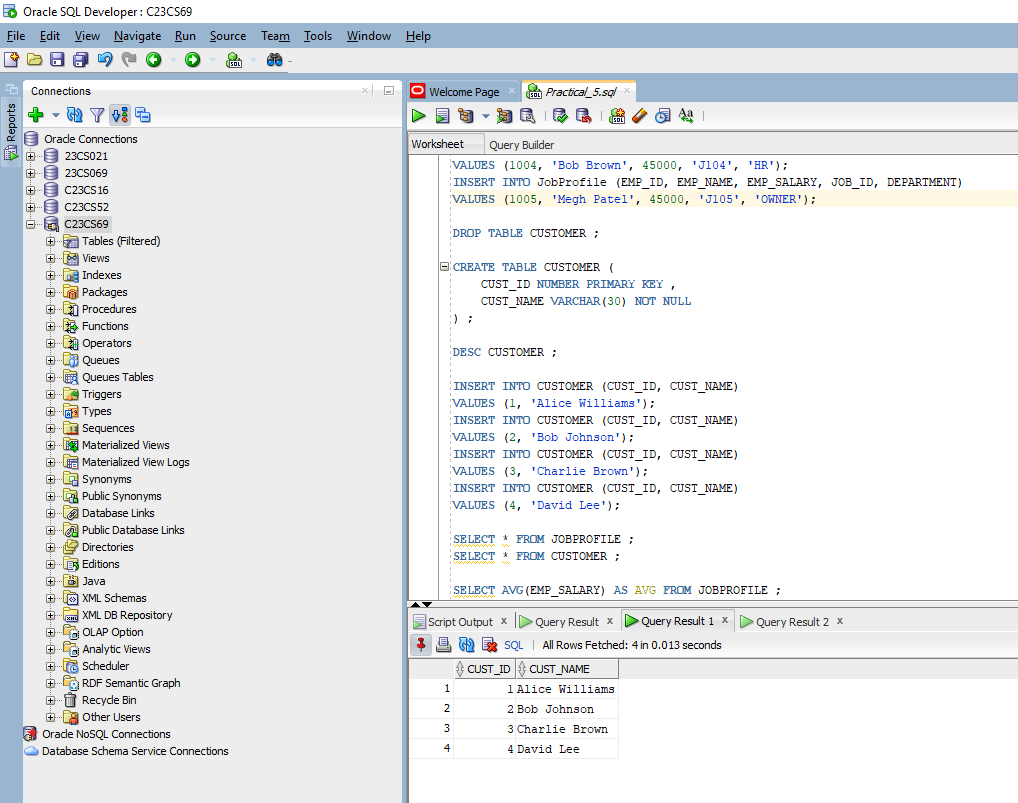 Oracle SQL Developer : C23CS69
File Edit View Navigate Run Source Team Tools Window Help
Reports
Connections
Oracle Connections
23CS021
23CS069
C23CS16
C23CS52
C23CS69
Tables (Filtered)
Views
Indexes
Packages
Procedures
Functions
Operators
Queues
Queues Tables
Triggers
Types
Sequences
Materialized Views
Materialized View Logs
Synonyms
Public Synonyms
Database Links
Public Database Links
Directories
Editions
Java
XML Schemas
XML DB Repository
OLAP Option
Analytic Views
Scheduler
RDF Semantic Graph
Recycle Bin
Other Users
Oracle NoSQL Connections
Database Schema Service Connections
Welcome Page Practical_5.sql
Worksheet Query Builder
VALUES (1004, 'Bob Brown', 45000, 'J104', 'HR');
INSERT INTO JobProfile (EMP_ID, EMP_NAME, EMP_SALARY, JOB_ID, DEPARTMENT)
VALUES (1005, 'Megh Patel', 45000, 'J105', 'OWNER');
DROP TABLE CUSTOMER ;
CREATE TABLE CUSTOMER (
CUST_ID NUMBER PRIMARY KEY ,
CUST_NAME VARCHAR(30) NOT NULL
) ;
DESC CUSTOMER ;
INSERT INTO CUSTOMER (CUST_ID, CUST_NAME)
VALUES (1, 'Alice Williams');
INSERT INTO CUSTOMER (CUST_ID, CUST_NAME)
VALUES (2, 'Bob Johnson');
INSERT INTO CUSTOMER (CUST_ID, CUST_NAME)
VALUES (3, 'Charlie Brown');
INSERT INTO CUSTOMER (CUST_ID, CUST_NAME)
VALUES (4, 'David Lee');
SELECT * FROM JOBPROFILE ;
SELECT * FROM CUSTOMER ;
SELECT AVG(EMP_SALARY) AS AVG FROM JOBPROFILE ;
Script Output Query Result Query Result 1 Query Result 2
SQL All Rows Fetched: 4 in 0.013 seconds
CUST_ID CUST_NAME
1 1 Alice Williams
2 2 Bob Johnson
3 3 Charlie Brown
4 4 David Lee